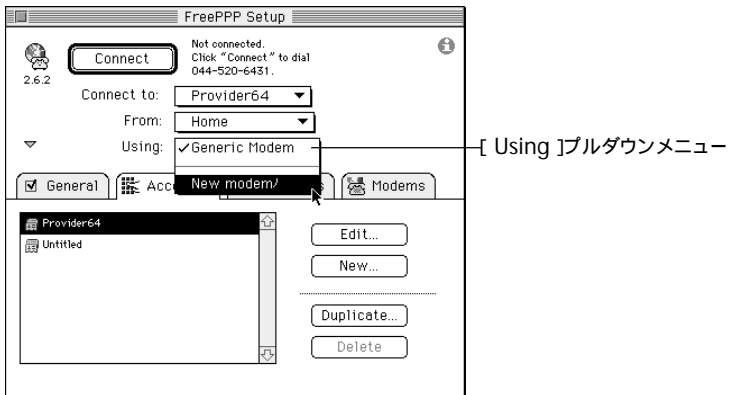 FreePPP Setup
Connect
Not connected.
Click "Connect" to dial
044-520-6431.
2.6.2
Connect to: Provider64
From: Home
Using: ✓Generic Modem
[ Using ]プルダウンメニュー
New modem
General
Modems
Provider64
Untitled
Edit...
New...
Duplicate...
Delete